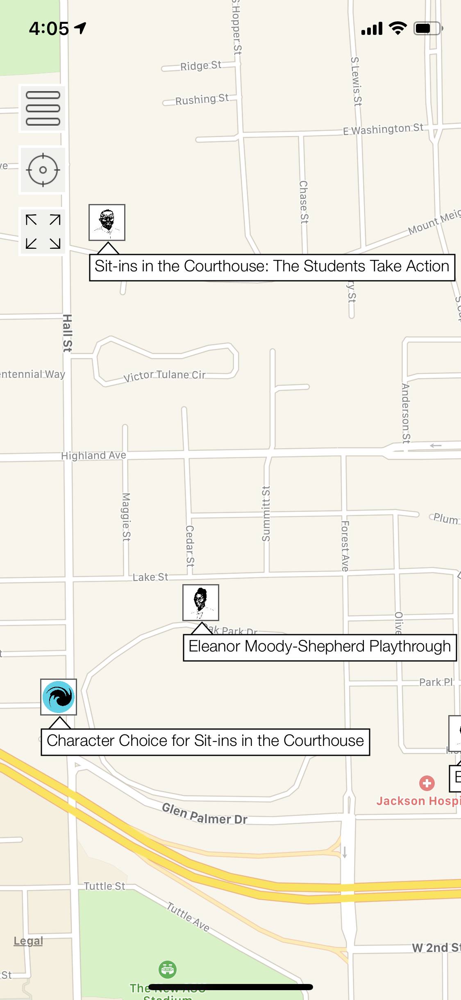 4:05
S Hopper St
Ridge St
S Lewis St
Rushing St
E Washington St
ve
Chase St
Mount Meig
Sit-ins in the Courthouse: The Students Take Action
ry St
Hall St
entennial Way
Victor Tulane Cir
Anderson St
Highland Ave
Maggie St
Summitt St
Cedar St
Forest Ave
Plum
Lake St
Olive
Oak Park Dr
Eleanor Moody-Shepherd Playthrough
t
Park Pl
Character Choice for Sit-ins in the Courthouse
E
Jackson Hospi
Glen Palmer Dr
Tuttle St
Tuttle Ave
Legal
W 2nd St
St
The New ASU
Stadium